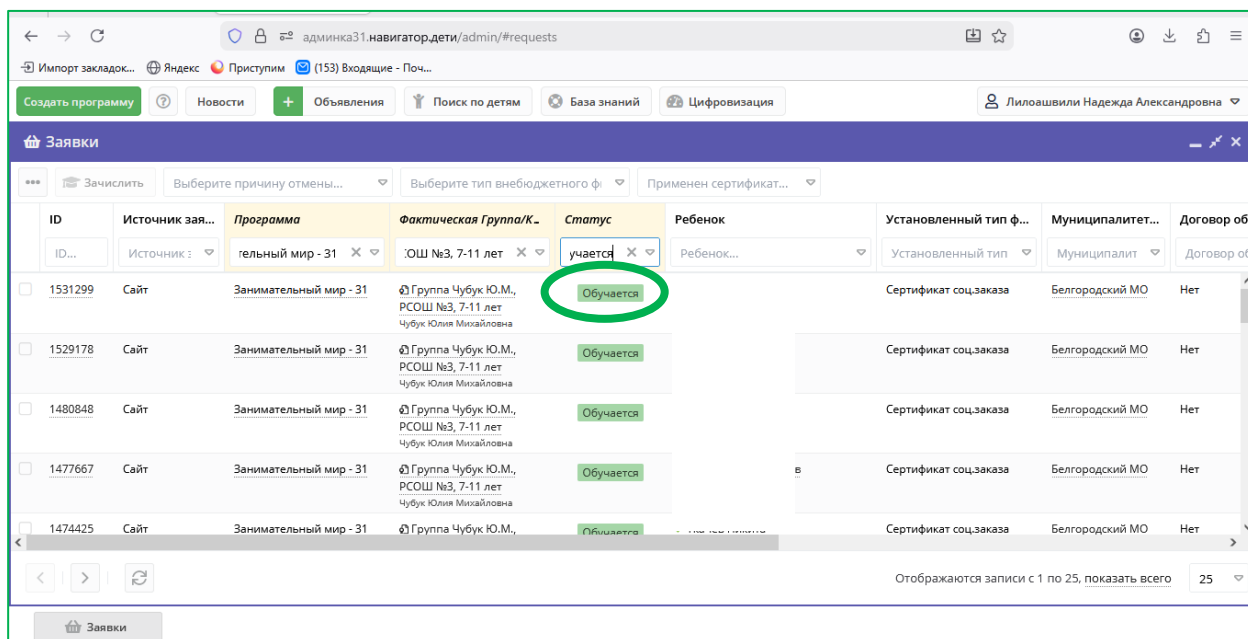 админка31.навигатор.дети/admin/#requests
Импорт закладок... Яндекс Приступим (153) Входящие - Поч...
Создать программу ? Новости + Объявления Поиск по детям База знаний Цифровизация Лилоашвили Надежда Александровна
Заявки
Зачислить Выберите причину отмены... Выберите тип внебюджетного ф Применен сертификат...
ID Источник зая... Программа Фактическая Группа/К... Статус Ребенок Установленный тип ф... Муниципалитет... Договор об
ID... Источник з тельный мир - 31 ОШ №3, 7-11 лет учается Ребенок... Установленный тип Муниципалит Договор об
1531299 Сайт Занимательный мир - 31 Группа Чубук Ю.М., Обучается Сертификат соц.заказа Белгородский МО Нет
РСОШ №3, 7-11 лет
Чубук Юлия Михайловна
1529178 Сайт Занимательный мир - 31 Группа Чубук Ю.М., Обучается Сертификат соц.заказа Белгородский МО Нет
РСОШ №3, 7-11 лет
Чубук Юлия Михайловна
1480848 Сайт Занимательный мир - 31 Группа Чубук Ю.М., Обучается Сертификат соц.заказа Белгородский МО Нет
РСОШ №3, 7-11 лет
Чубук Юлия Михайловна
1477667 Сайт Занимательный мир - 31 Группа Чубук Ю.М., Обучается в Сертификат соц.заказа Белгородский МО Нет
РСОШ №3, 7-11 лет
Чубук Юлия Михайловна
1474425 Сайт Занимательный мир - 31 Группа Чубук Ю.М., Обучается Сертификат соц.заказа Белгородский МО Нет
Отображаются записи с 1 по 25, показать всего 25
Заявки